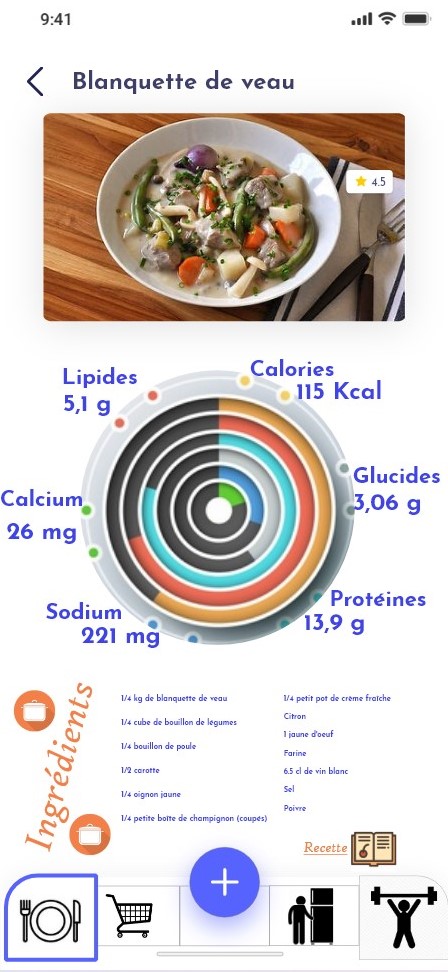 9:41
Blanquette de veau
4.5
Lipides
5,1 g
Calories
115 Kcal
Glucides
3,06 g
Calcium
26 mg
Protéines
13,9 g
Sodium
221 mg
Ingrédients
1/4 kg de blanquette de veau
1/4 cube de bouillon de légumes
1/4 bouillon de poule
1/2 carotte
1/4 oignon jaune
1/4 petite boîte de champignon (coupés)
1/4 petit pot de crème fraîche
Citron
1 jaune d'oeuf
Farine
6.5 cl de vin blanc
Sel
Poivre
Recette